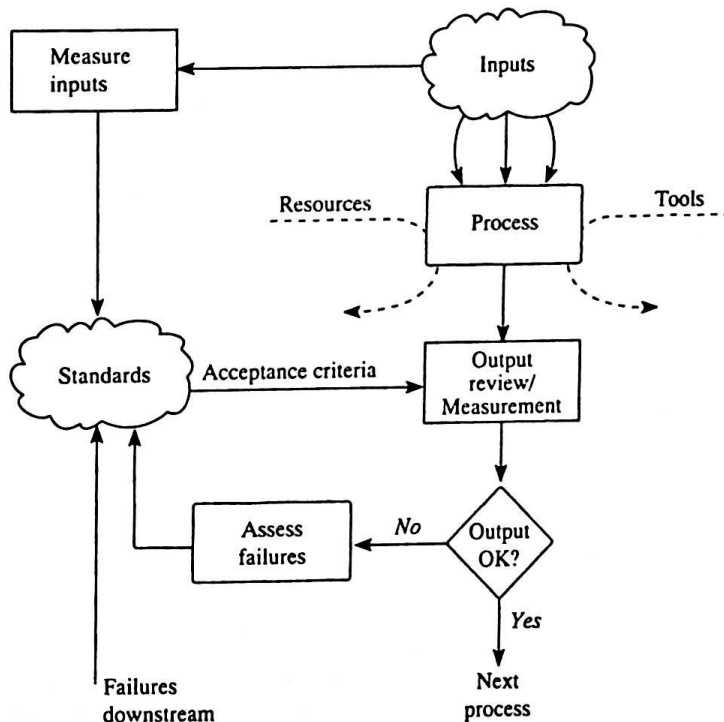 Measure
inputs
Inputs
Resources
Tools
Process
Standards
Acceptance criteria
Output
review/
Measurement
Assess
failures
No
Output
OK?
Yes
Failures
downstream
Next
process